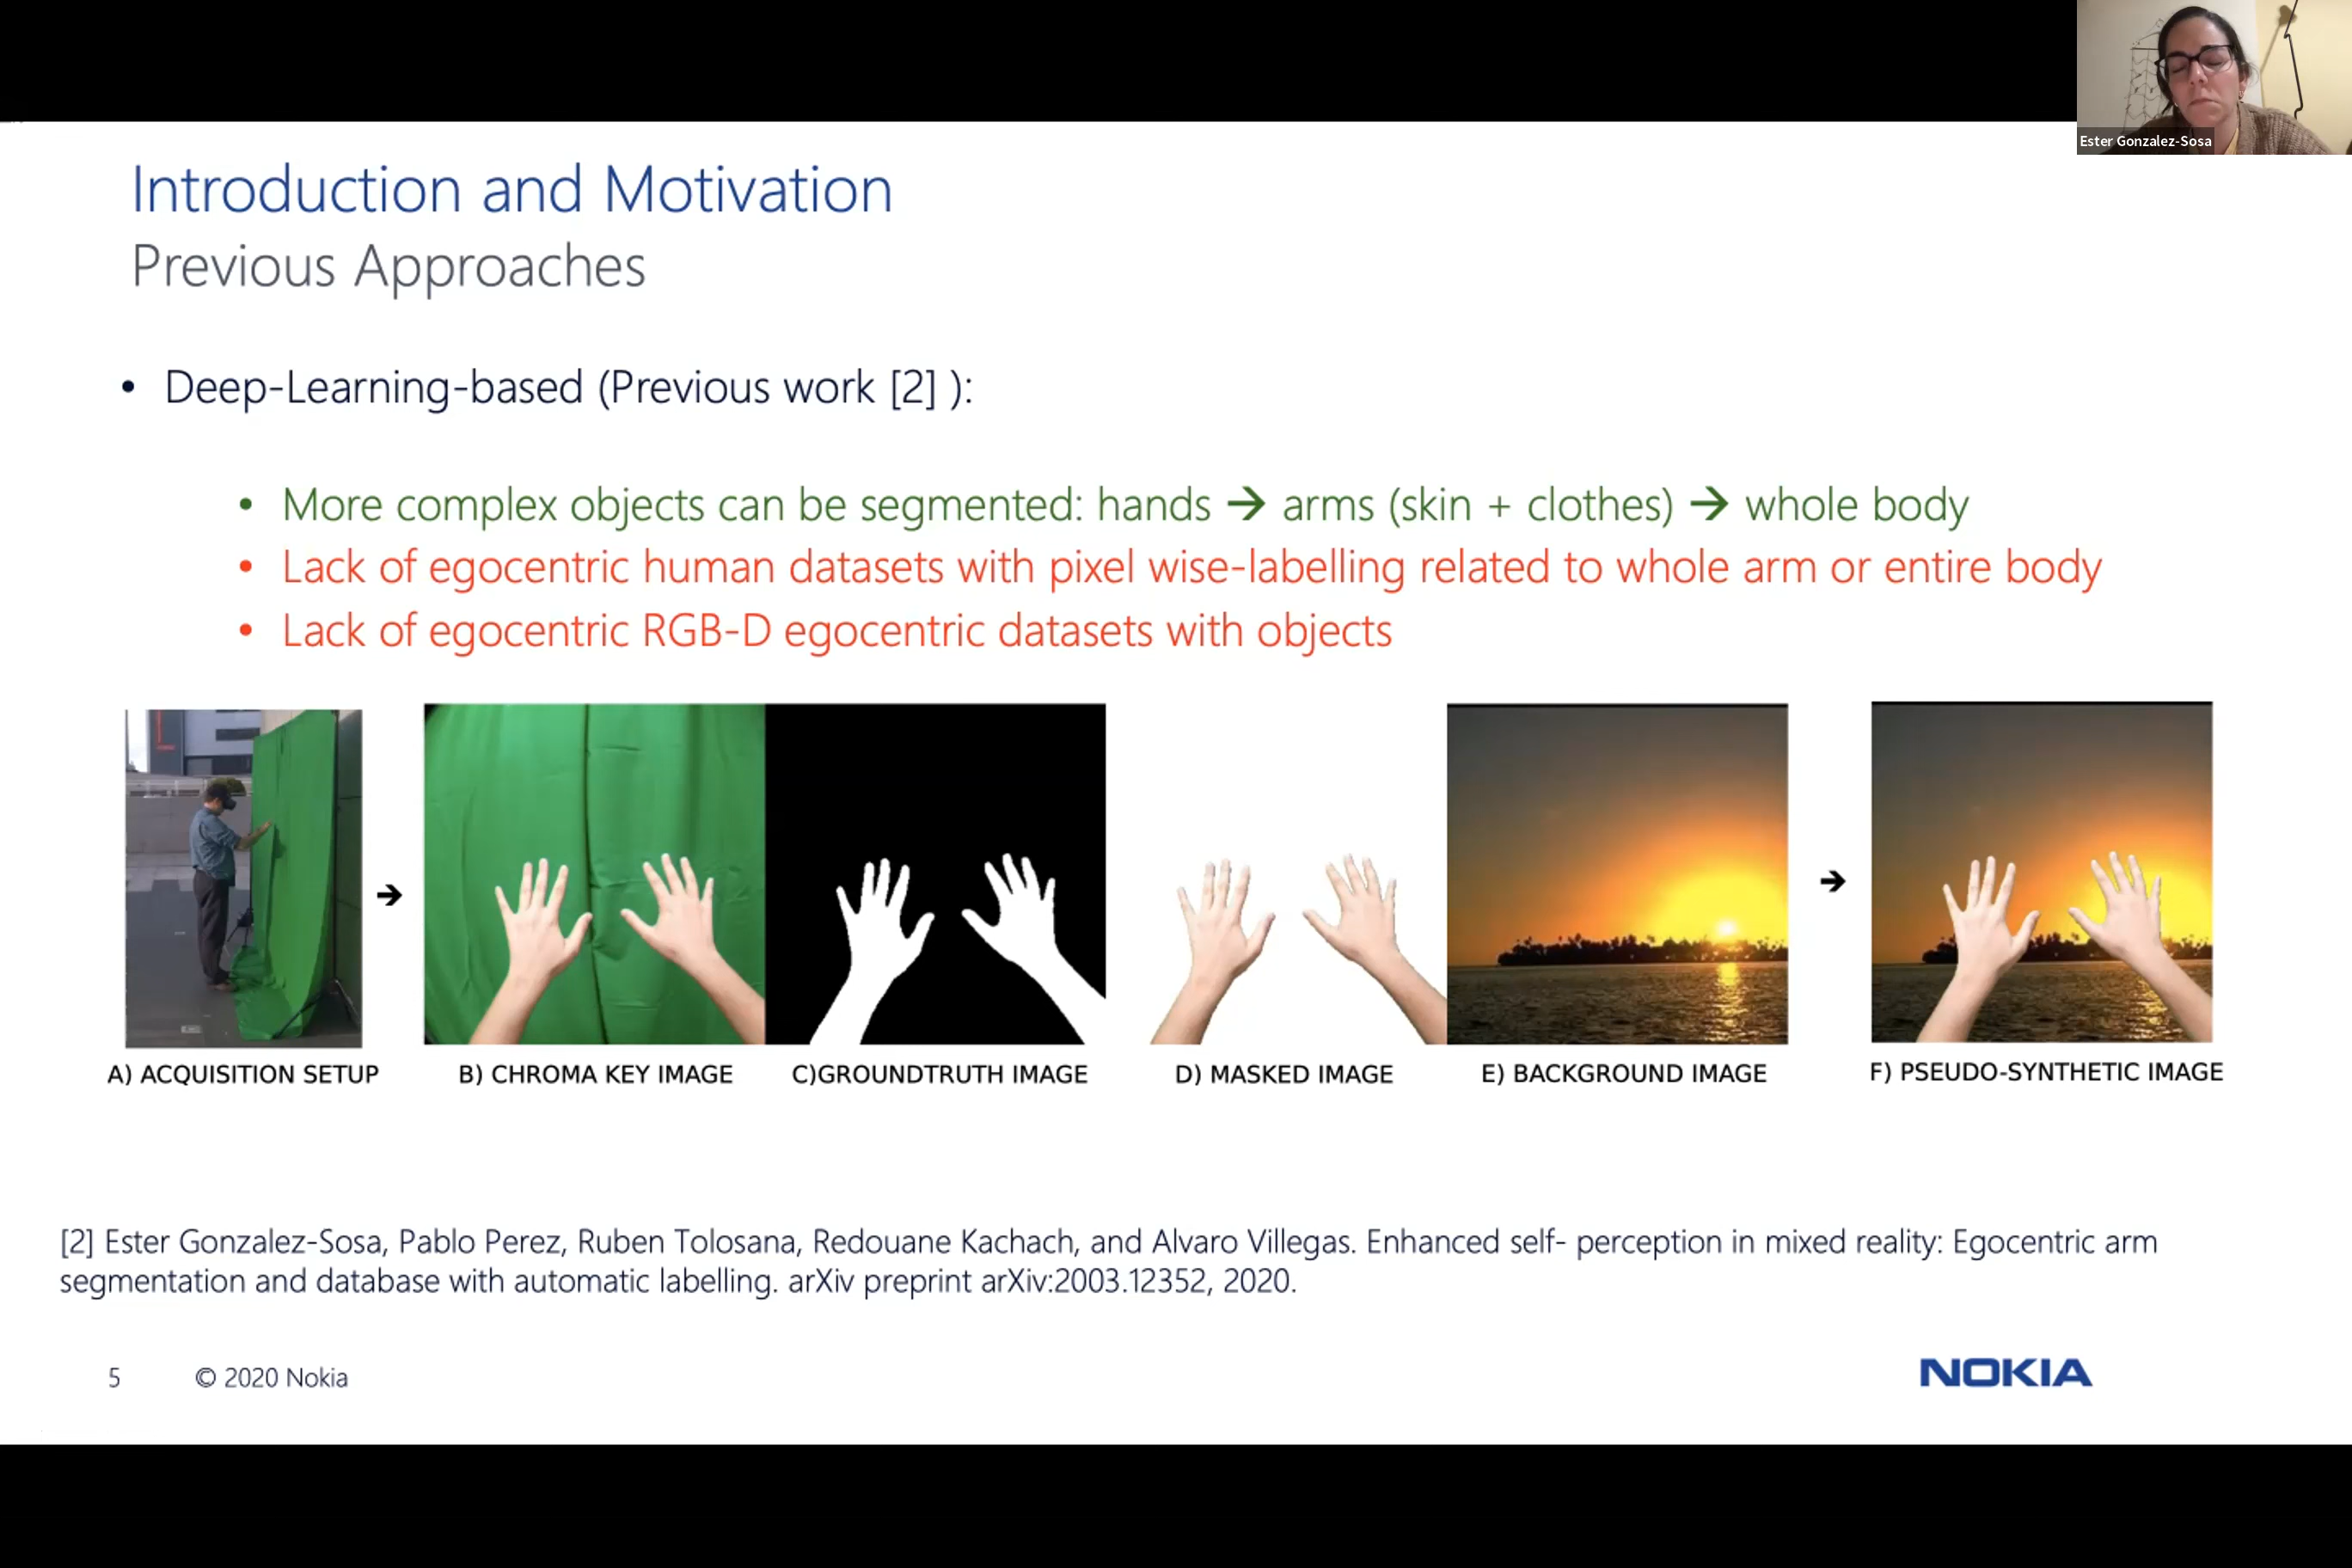 Ester Gonzalez-Sosa
Introduction and Motivation
Previous Approaches
• Deep-Learning-based (Previous work [2] ):
• More complex objects can be segmented: hands → arms (skin + clothes) → whole body
• Lack of egocentric human datasets with pixel wise-labelling related to whole arm or entire body
• Lack of egocentric RGB-D egocentric datasets with objects
A) ACQUISITION SETUP
B) CHROMA KEY IMAGE
C)GROUNDTRUTH IMAGE
D) MASKED IMAGE
E) BACKGROUND IMAGE
F) PSEUDO-SYNTHETIC IMAGE
[2] Ester Gonzalez-Sosa, Pablo Perez, Ruben Tolosana, Redouane Kachach, and Alvaro Villegas. Enhanced self- perception in mixed reality: Egocentric arm
segmentation and database with automatic labelling. arXiv preprint arXiv:2003.12352, 2020.
5
© 2020 Nokia
NOKIA